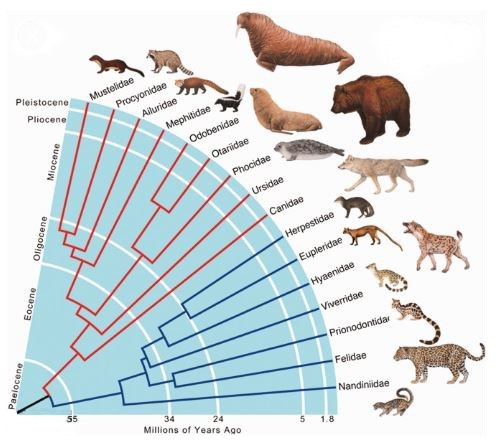 Mustelidae
Procyonidae
Ailuridae
Mephitidae
Odobenidae
Otariidae
Phocidae
Ursidae
Canidae
Herpestidae
Eupleridae
Hyaenidae
Viverridae
Prionodontidae
Felidae
Nandiniidae
Pleistocene
Pliocene
Miocene
Oligocene
Eocene
Paelocene
55 34 24 5 1.8
Millions of Years Ago